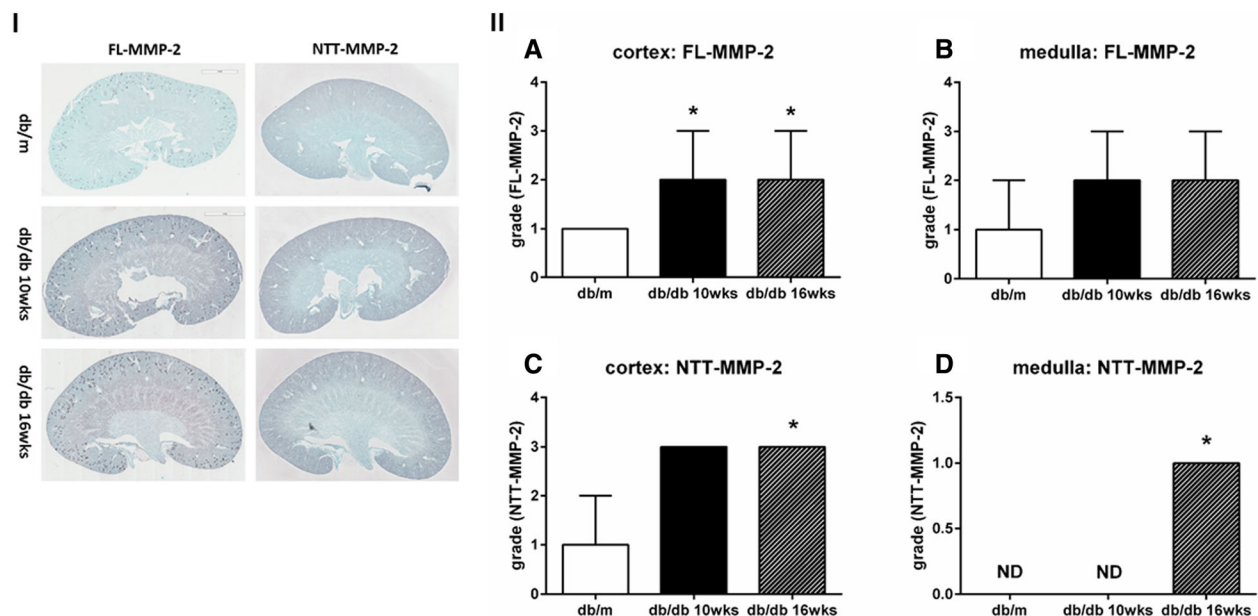 I
FL-MMP-2 NTT-MMP-2
db/m
db/db 10wks
db/db 16wks
II
A
cortex: FL-MMP-2
grade (FL-MMP-2)
4
3
2
1
0
* *
db/m db/db 10wks db/db 16wks
B
medulla: FL-MMP-2
grade (FL-MMP-2)
4
3
2
1
0
db/m db/db 10wks db/db 16wks
C
cortex: NTT-MMP-2
grade (NTT-MMP-2)
4
3
2
1
0
*
db/m db/db 10wks db/db 16wks
D
medulla: NTT-MMP-2
grade (NTT-MMP-2)
1.5
1.0
0.5
0.0
*
ND ND
db/m db/db 10wks db/db 16wks